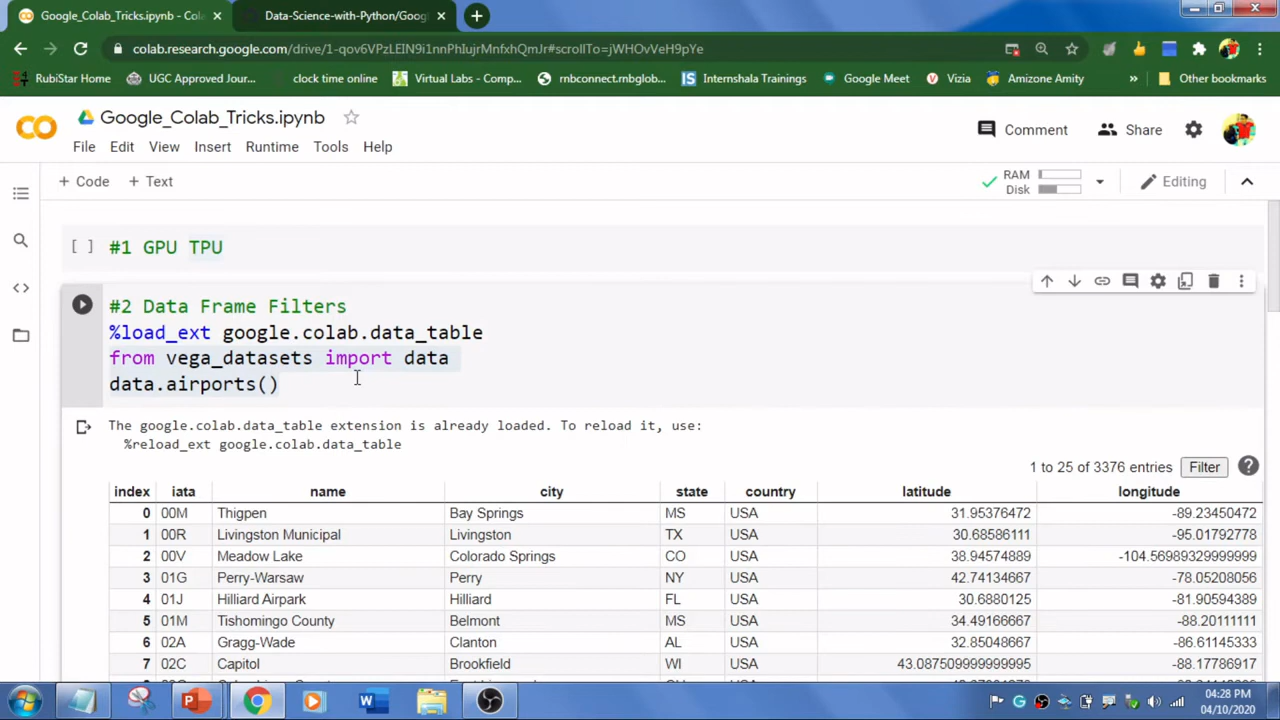 Google_Colab_Tricks.ipynb - Cola
Data-Science-with-Python/Googl
colab.research.google.com/drive/1-qov6VPzLEIN9i1nnPhIujrMnfxhQmJr#scrollTo=jWHOvVeH9pYe
RubiStar Home
UGC Approved Jour...
clock time online
Virtual Labs - Comp...
rnbconnect.rnbglob...
Internshala Trainings
Google Meet
Vizia
Amizone Amity
»
Other bookmarks
Google_Colab_Tricks.ipynb
Comment
Share
File Edit View Insert Runtime Tools Help
+ Code + Text
RAM
Disk
Editing
[ ] #1 GPU TPU
#2 Data Frame Filters
%load_ext google.colab.data_table
from vega_datasets import data
data.airports()
The google.colab.data_table extension is already loaded. To reload it, use:
%reload_ext google.colab.data_table
1 to 25 of 3376 entries Filter
index iata name city state country latitude longitude
0 00M Thigpen Bay Springs MS USA 31.95376472 -89.23450472
1 00R Livingston Municipal Livingston TX USA 30.68586111 -95.01792778
2 00V Meadow Lake Colorado Springs CO USA 38.94574889 -104.56989329999999
3 01G Perry-Warsaw Perry NY USA 42.74134667 -78.05208056
4 01J Hilliard Airpark Hilliard FL USA 30.6880125 -81.90594389
5 01M Tishomingo County Belmont MS USA 34.49166667 -88.20111111
6 02A Gragg-Wade Clanton AL USA 32.85048667 -86.61145333
7 02C Capitol Brookfield WI USA 43.087509999999995 -88.17786917
04:28 PM
04/10/2020